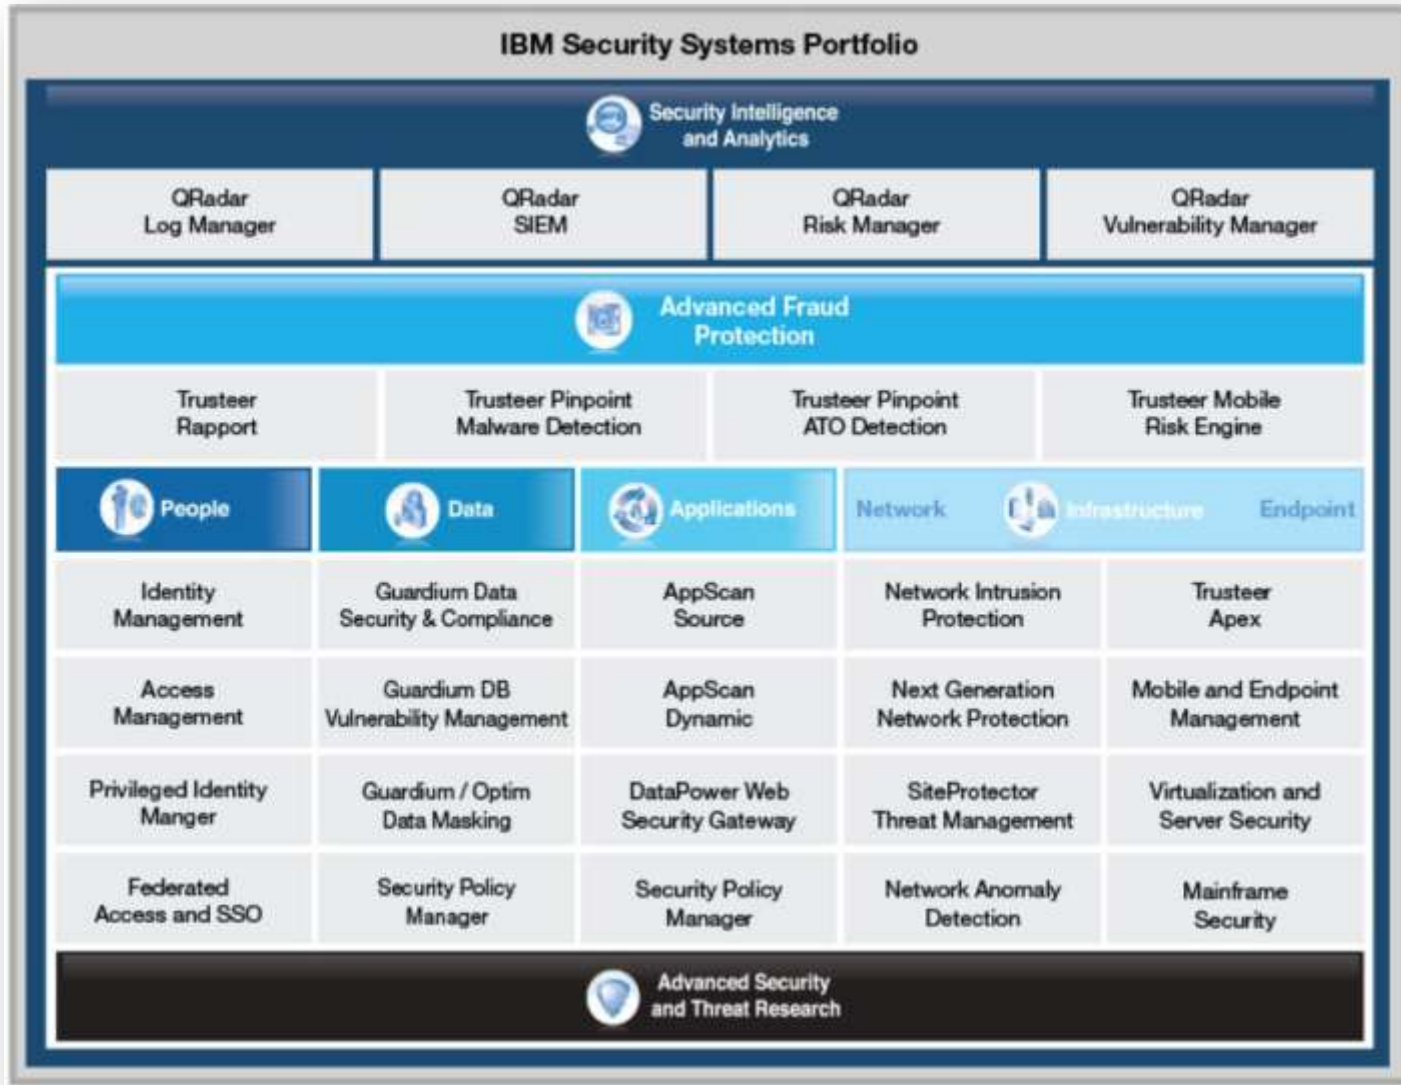 IBM Security Systems Portfolio
Security Intelligence
and Analytics
QRadar
Log Manager
QRadar
SIEM
QRadar
Risk Manager
QRadar
Vulnerability Manager
Advanced Fraud
Protection
Trusteer
Rapport
Trusteer Pinpoint
Malware Detection
Trusteer Pinpoint
ATO Detection
Trusteer Mobile
Risk Engine
People
Data
Applications
Network
Infrastructure
Endpoint
Identity
Management
Guardium Data
Security & Compliance
AppScan
Source
Network Intrusion
Protection
Trusteer
Apex
Access
Management
Guardium DB
Vulnerability Management
AppScan
Dynamic
Next Generation
Network Protection
Mobile and Endpoint
Management
Privileged Identity
Manger
Guardium / Optim
Data Masking
DataPower Web
Security Gateway
SiteProtector
Threat Management
Virtualization and
Server Security
Federated
Access and SSO
Security Policy
Manager
Security Policy
Manager
Network Anomaly
Detection
Mainframe
Security
Advanced Security
and Threat Research